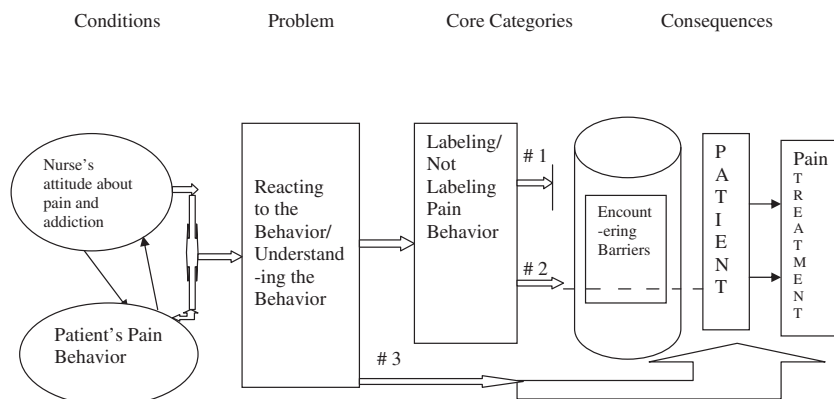 Conditions
Problem
Core Categories
Consequences
Nurse's
attitude about
pain and
addiction
Patient's Pain
Behavior
Reacting
to the
Behavior/
Understand
-ing the
Behavior
Labeling/
Not
Labeling
Pain
Behavior
# 1
# 2
# 3
Encount
-ering
Barriers
P
A
T
I
E
N
T
Pain
T
R
E
A
T
M
E
N
T